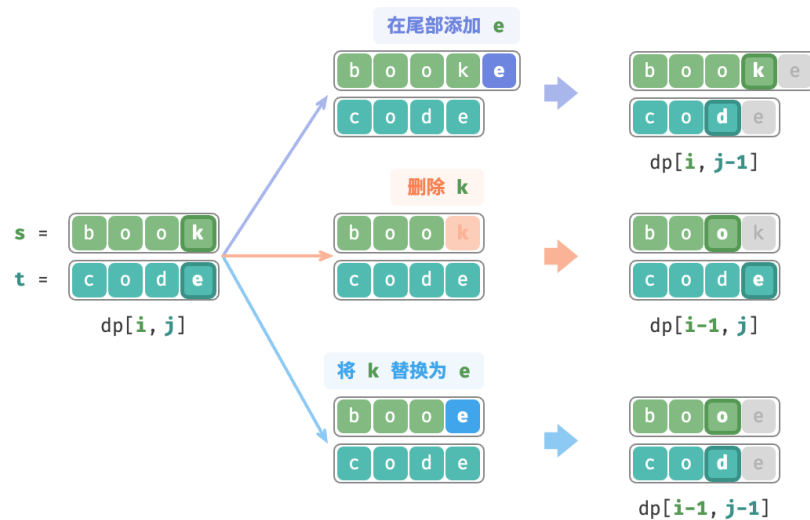 在尾部添加 e
b o o k e
c o d e
b o o k e
c o d e
dp[i, j-1]
删除 k
s = b o o k
t = c o d e
dp[i, j]
b o o k
c o d e
b o o k
c o d e
dp[i-1, j]
将 k 替换为 e
b o o e
c o d e
b o o e
c o d e
dp[i-1, j-1]